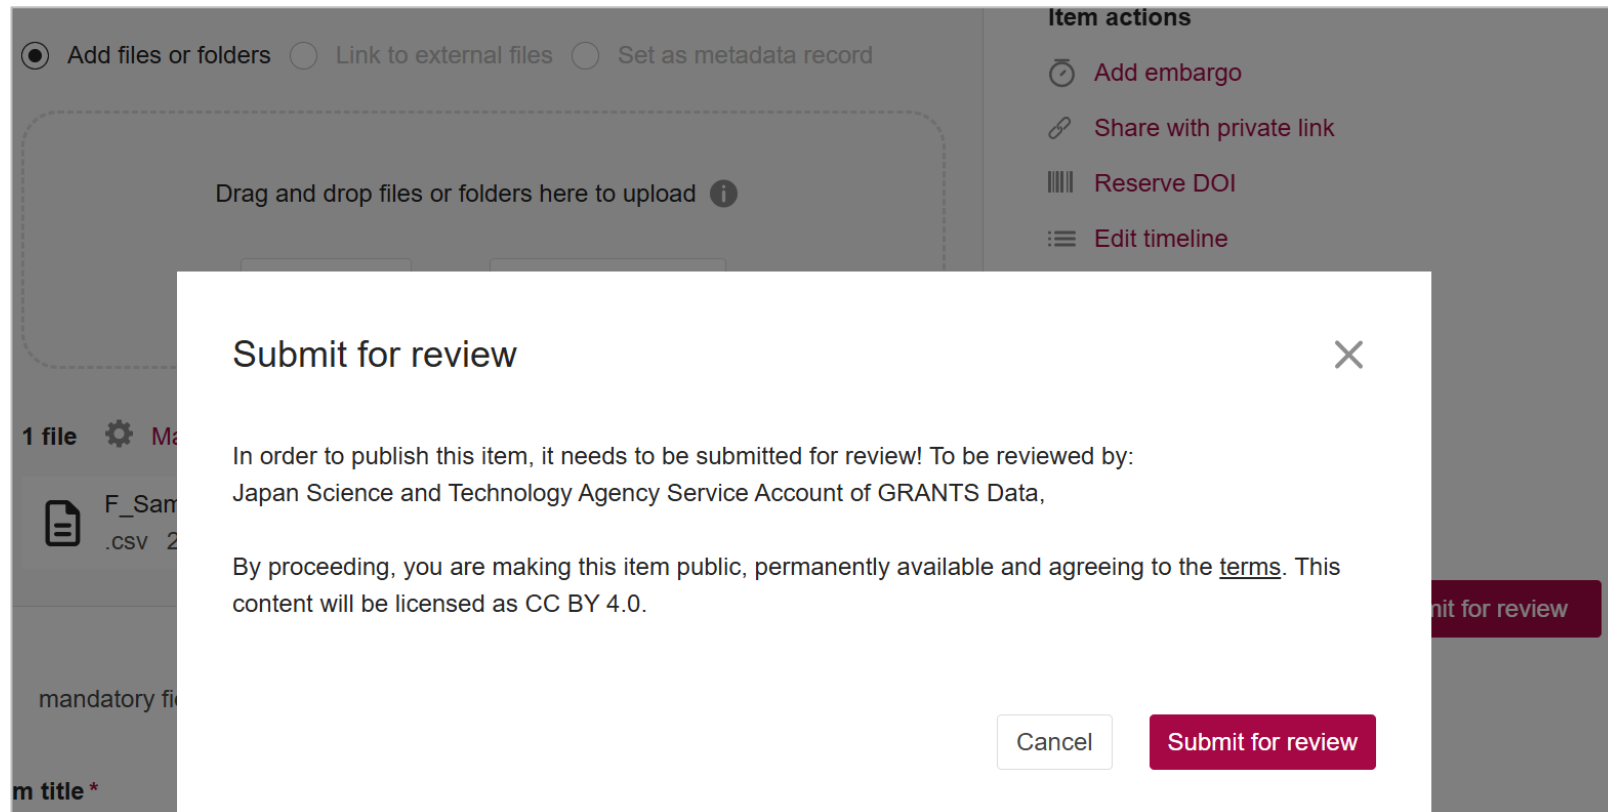 Item actions
Add files or folders Link to external files Set as metadata record
Add embargo
Share with private link
Drag and drop files or folders here to upload
Reserve DOI
Edit timeline
Submit for review
1 file
In order to publish this item, it needs to be submitted for review! To be reviewed by:
Japan Science and Technology Agency Service Account of GRANTS Data,
F_Sam
.csv 2
By proceeding, you are making this item public, permanently available and agreeing to the terms. This
content will be licensed as CC BY 4.0.
for review
mandatory
Cancel Submit for review
title *